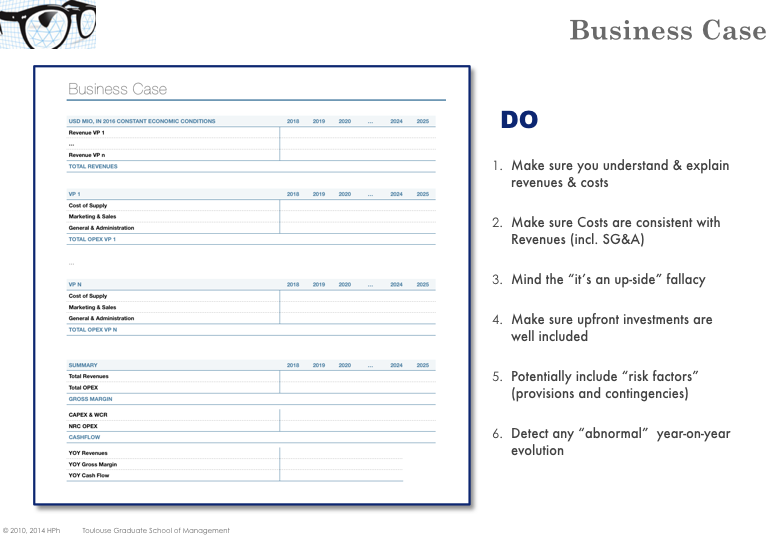 Business Case
Business Case
USD MIO, IN 2016 CONSTANT ECONOMIC CONDITIONS 2018 2019 2020 ... 2024 2025
Revenue VP 1
...
Revenue VP n
TOTAL REVENUES
VP 1 2018 2019 2020 ... 2024 2025
Cost of Supply
Marketing & Sales
General & Administration
TOTAL OPEX VP 1
...
VP N 2018 2019 2020 ... 2024 2025
Cost of Supply
Marketing & Sales
General & Administration
TOTAL OPEX VP N
SUMMARY 2018 2019 2020 ... 2024 2025
Total Revenues
Total OPEX
GROSS MARGIN
CAPEX & WCR
NRC OPEX
CASHFLOW
YOY Revenues
YOY Gross Margin
YOY Cash Flow
DO
1. Make sure you understand & explain
revenues & costs
2. Make sure Costs are consistent with
Revenues (incl. SG&A)
3. Mind the “it’s an up-side” fallacy
4. Make sure upfront investments are
well included
5. Potentially include “risk factors”
(provisions and contingencies)
6. Detect any “abnormal” year-on-year
evolution
© 2010, 2014 HPh Toulouse Graduate School of Management